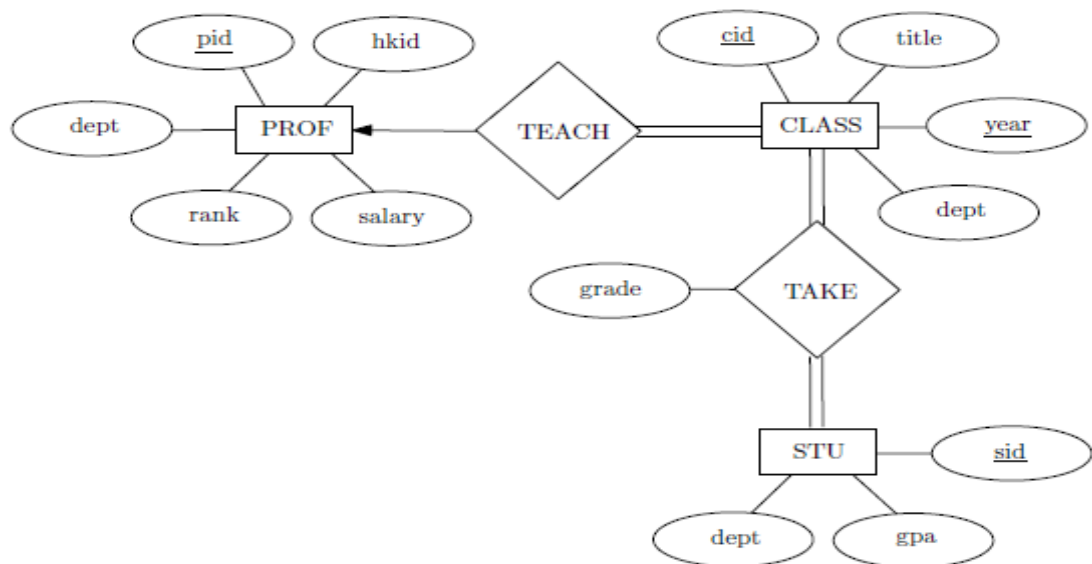 pid
hkid
cid
title
dept
PROF
TEACH
CLASS
year
rank
salary
dept
grade
TAKE
STU
sid
dept
gpa